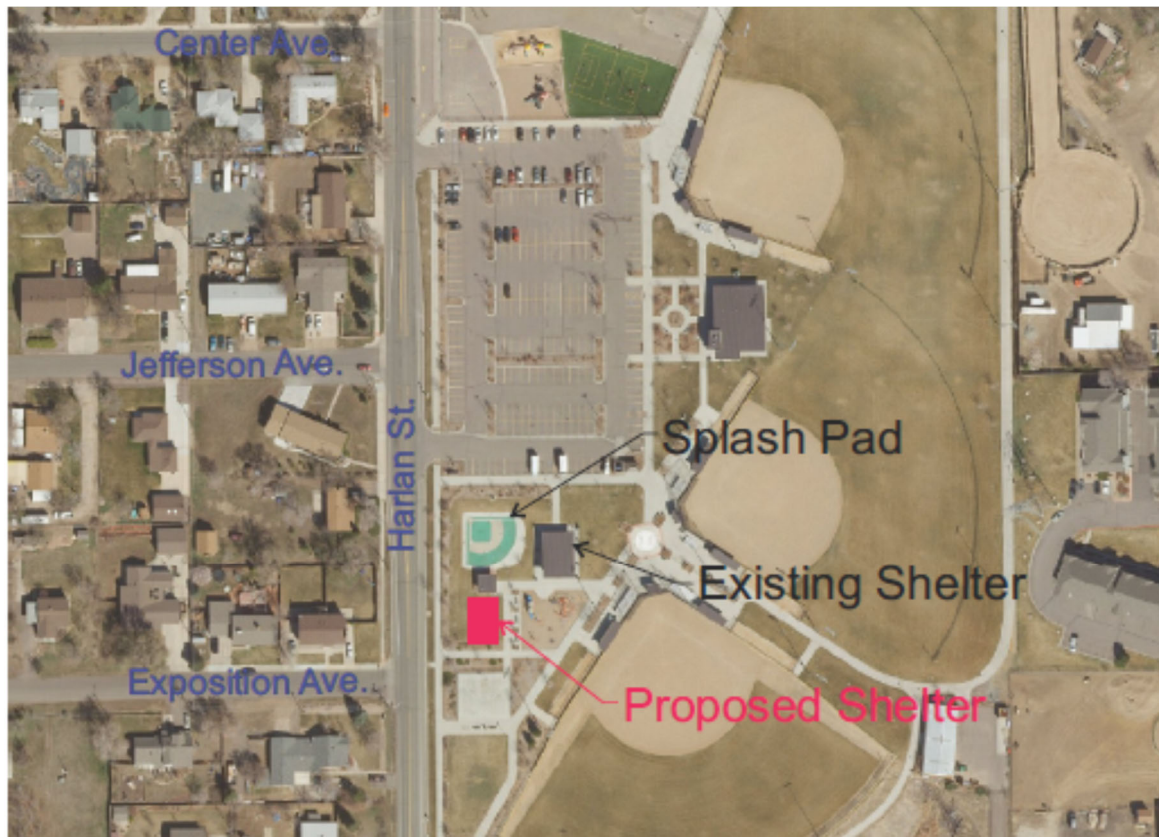 Center Ave.
Jefferson Ave.
Harlan St.
Splash Pad
Existing Shelter
Exposition Ave.
Proposed Shelter